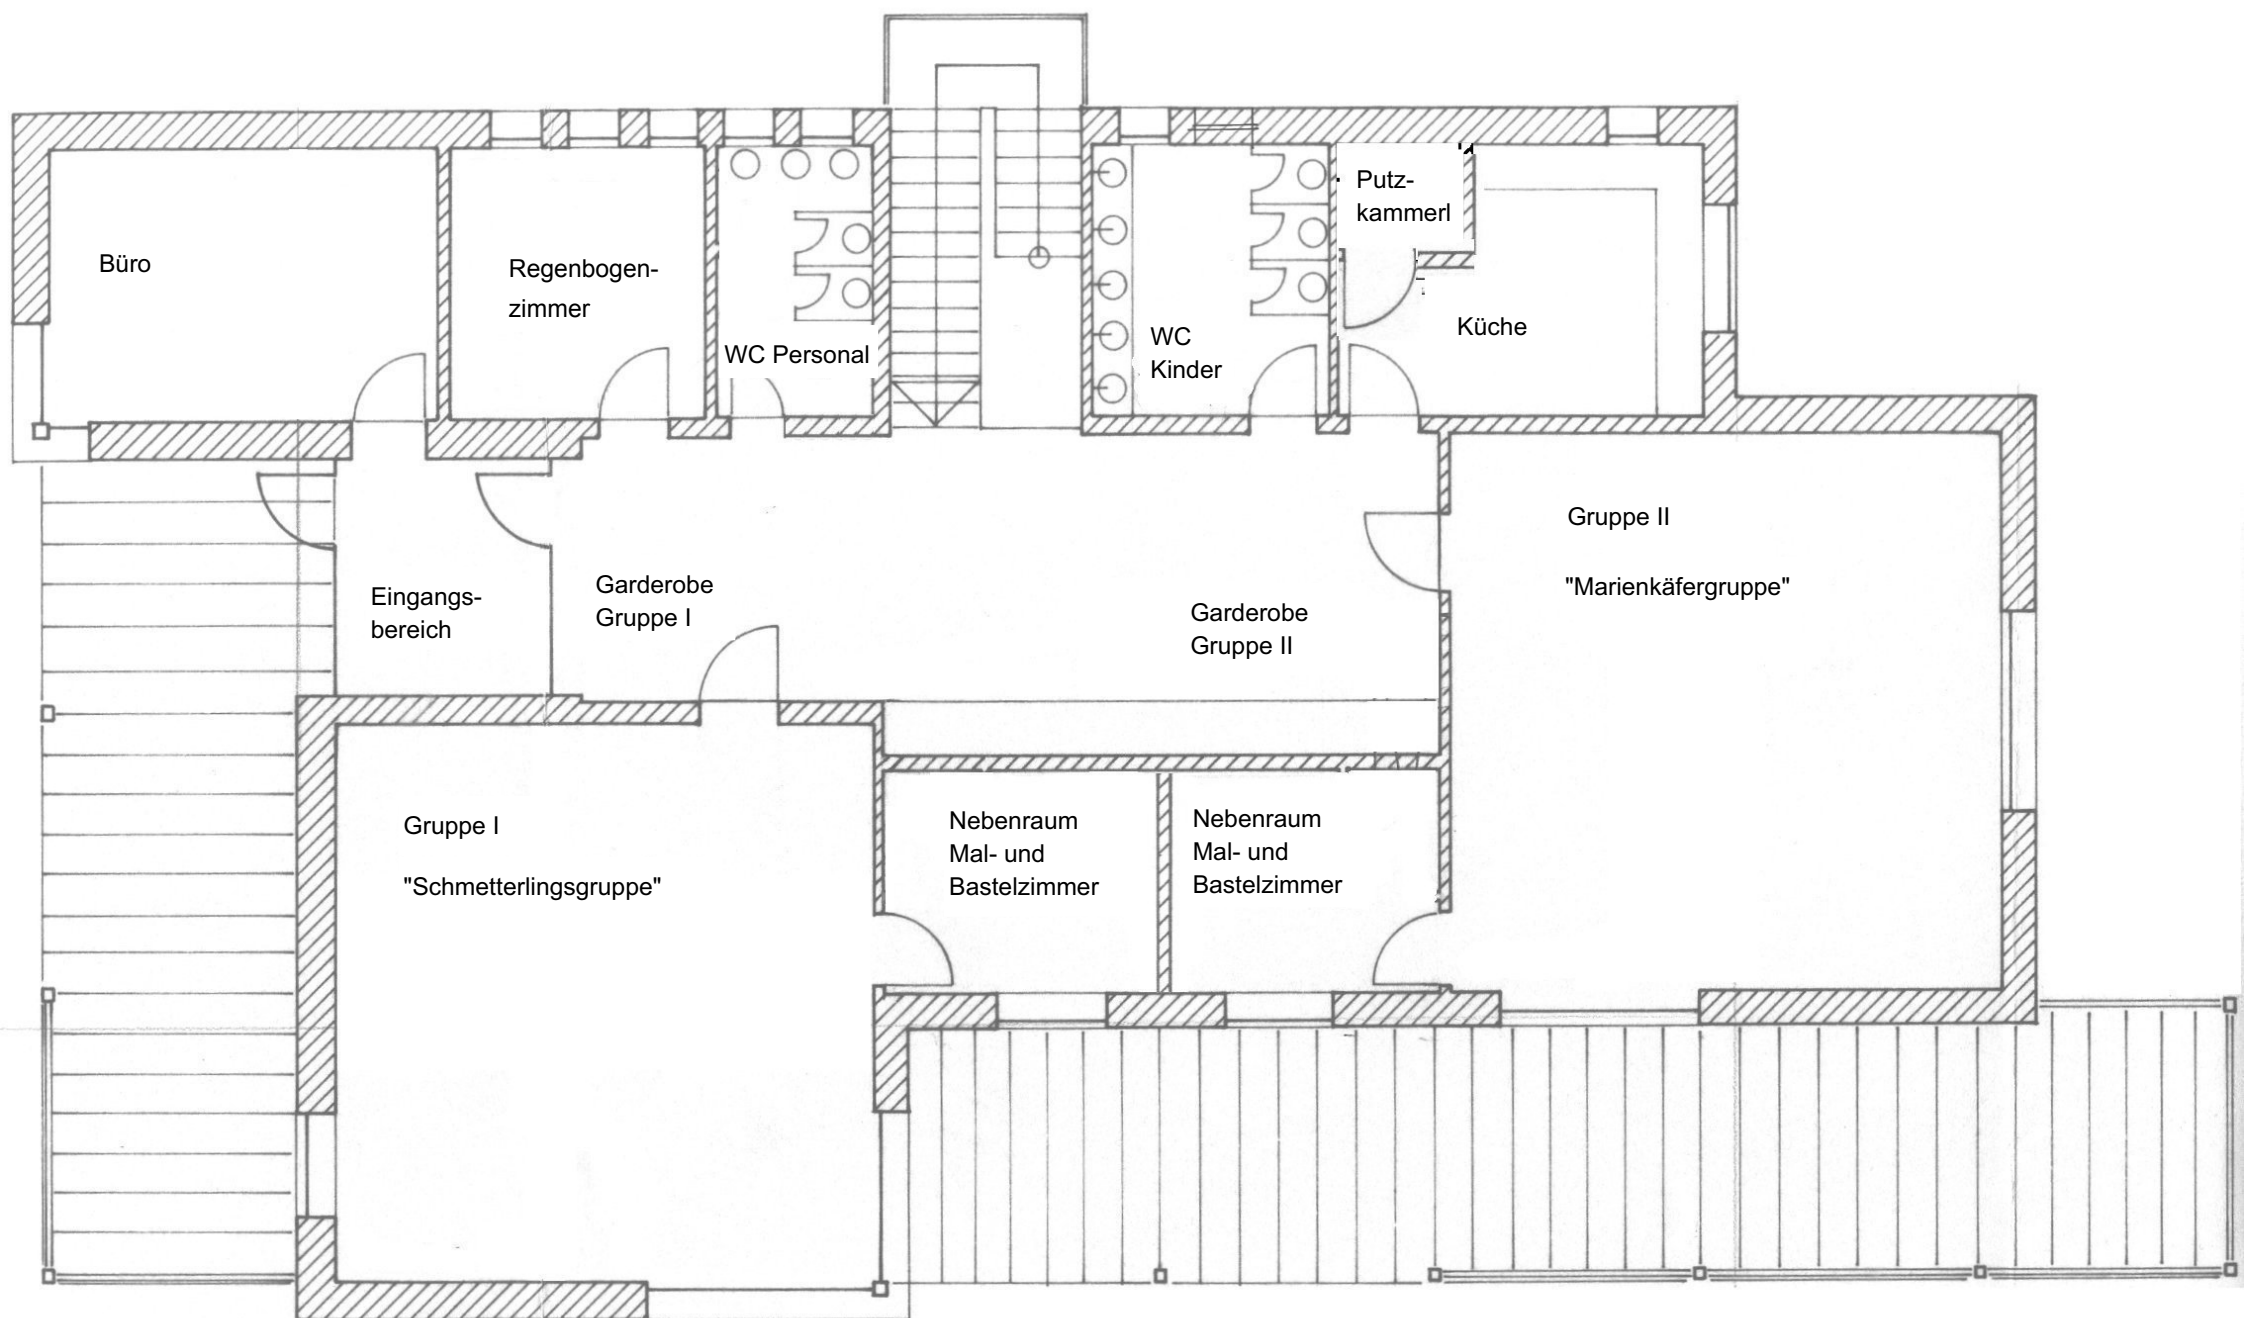 Büro
Regenbogen-
zimmer
WC Personal
WC
Kinder
Putz-
kammerl
Küche
Eingangs-
bereich
Garderobe
Gruppe I
Garderobe
Gruppe II
Gruppe II
"Marienkäfergruppe"
Gruppe I
"Schmetterlingsgruppe"
Nebenraum
Mal- und
Bastelzimmer
Nebenraum
Mal- und
Bastelzimmer